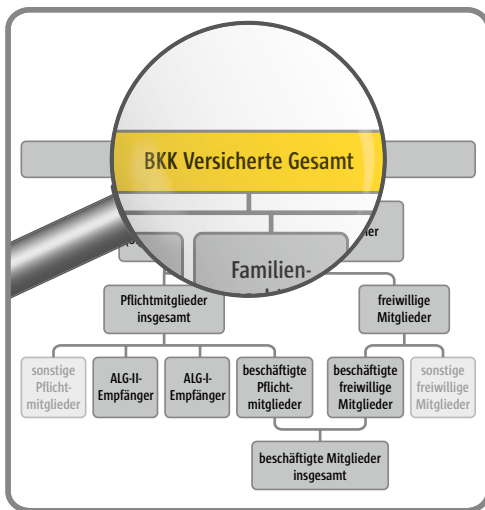 BKK Versicherte Gesamt
Familien-
Pflichtmitglieder
insgesamt
freiwillige
Mitglieder
sonstige
Pflicht-
mitglieder
ALG-II-
Empfänger
ALG-I-
Empfänger
beschäftigte
Pflicht-
mitglieder
beschäftigte
freiwillige
Mitglieder
sonstige
freiwillige
Mitglieder
beschäftigte Mitglieder
insgesamt